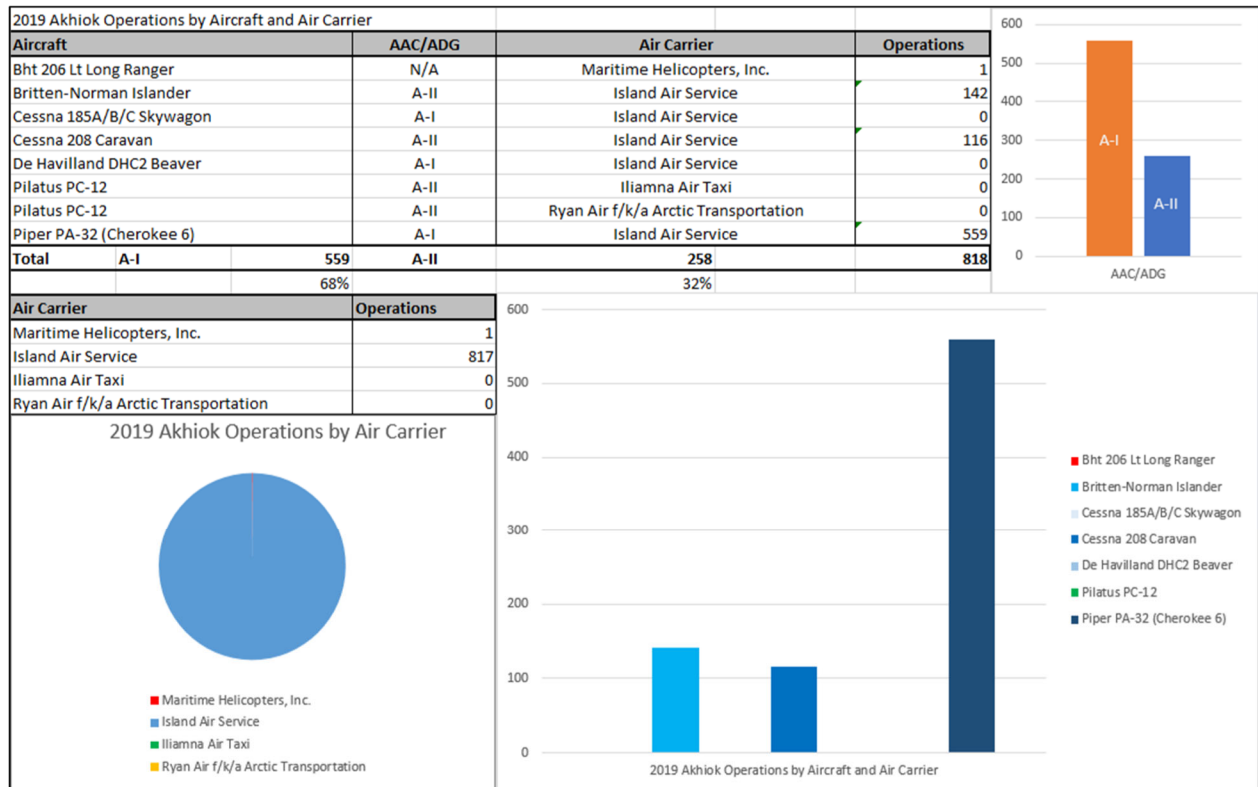 2019 Akhiok Operations by Aircraft and Air Carrier
Aircraft AAC/ADG Air Carrier Operations
Bht 206 Lt Long Ranger N/A Maritime Helicopters, Inc. 1
Britten-Norman Islander A-II Island Air Service 142
Cessna 185A/B/C Skywagon A-I Island Air Service 0
Cessna 208 Caravan A-II Island Air Service 116
De Havilland DHC2 Beaver A-I Island Air Service 0
Pilatus PC-12 A-II Iliamna Air Taxi 0
Pilatus PC-12 A-II Ryan Air f/k/a Arctic Transportation 0
Piper PA-32 (Cherokee 6) A-I Island Air Service 559
Total A-I 559 A-II 258 818
68% 32%
600
500
400
300
200
100
0
A-I
A-II
AAC/ADG
Air Carrier Operations
Maritime Helicopters, Inc. 1
Island Air Service 817
Iliamna Air Taxi 0
Ryan Air f/k/a Arctic Transportation 0
2019 Akhiok Operations by Air Carrier
Maritime Helicopters, Inc.
Island Air Service
Iliamna Air Taxi
Ryan Air f/k/a Arctic Transportation
600
500
400
300
200
100
0
2019 Akhiok Operations by Aircraft and Air Carrier
Bht 206 Lt Long Ranger
Britten-Norman Islander
Cessna 185A/B/C Skywagon
Cessna 208 Caravan
De Havilland DHC2 Beaver
Pilatus PC-12
Piper PA-32 (Cherokee 6)